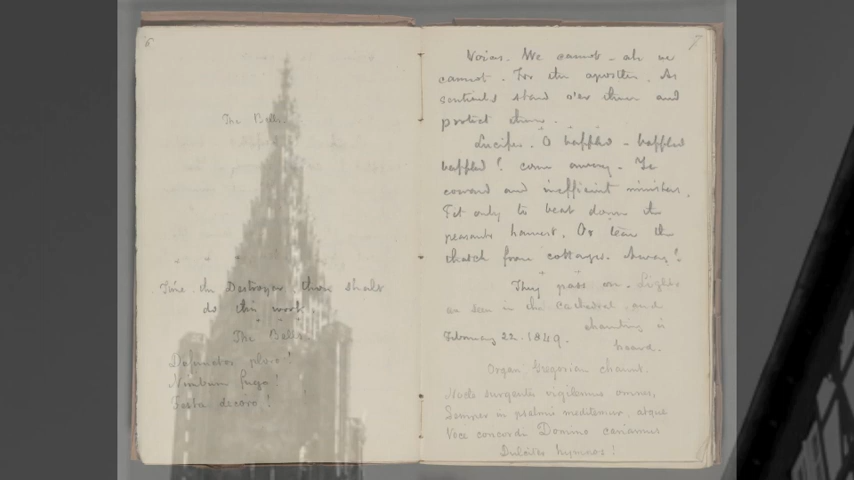 6
The Bells.
Time the Destroyer, thou shalt
do this work
The Bells.
Defunctos ploro!
Nimbum fugo!
Festa decoro!
7
Voices. We cannot – ah we
cannot. For the apostles. As
sentinels stand o'er them and
protect them.
Lucifer. O baffled – baffled
baffled! come away. Ye
coward and inefficient ministers.
Fit only to beat down the
peasants harvest. Or tear the
thatch from cottages. Away!
They pass on. Lights
are seen in the cathedral, and
chanting is
February 22. 1849.
heard.
Organ Gregorian chaunt.
Nocte surgentes vigilemus omnes,
Semper in psalmis meditemur, atque
Voce concordi Domino canamus
Dulciter hymnos!